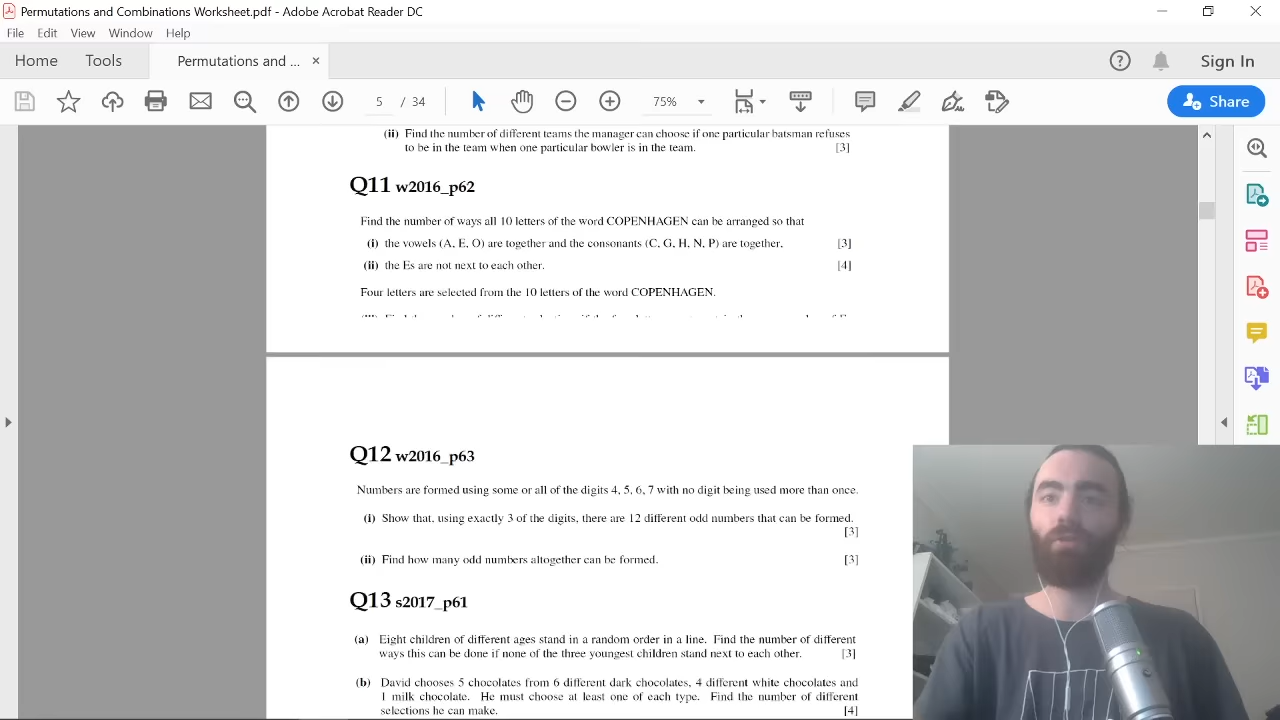 Permutations and Combinations Worksheet.pdf - Adobe Acrobat Reader DC
File Edit View Window Help
Home Tools Permutations and ... × Sign In
5 / 34 75% Share
(ii) Find the number of different teams the manager can choose if one particular batsman refuses
to be in the team when one particular bowler is in the team. [3]
Q11 w2016_p62
Find the number of ways all 10 letters of the word COPENHAGEN can be arranged so that
(i) the vowels (A, E, O) are together and the consonants (C, G, H, N, P) are together, [3]
(ii) the Es are not next to each other. [4]
Four letters are selected from the 10 letters of the word COPENHAGEN.
Q12 w2016_p63
Numbers are formed using some or all of the digits 4, 5, 6, 7 with no digit being used more than once.
(i) Show that, using exactly 3 of the digits, there are 12 different odd numbers that can be formed.
[3]
(ii) Find how many odd numbers altogether can be formed. [3]
Q13 s2017_p61
(a) Eight children of different ages stand in a random order in a line. Find the number of different
ways this can be done if none of the three youngest children stand next to each other. [3]
(b) David chooses 5 chocolates from 6 different dark chocolates, 4 different white chocolates and
1 milk chocolate. He must choose at least one of each type. Find the number of different
selections he can make. [4]